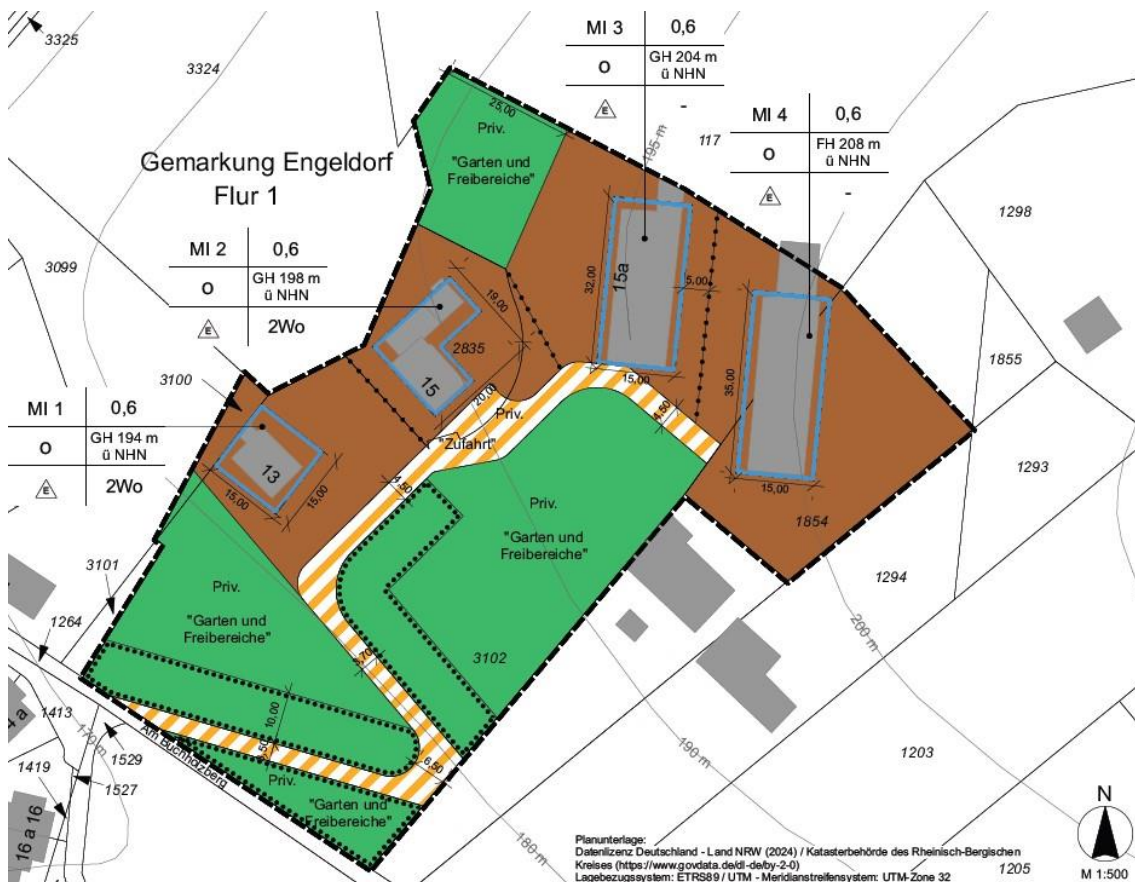 3325
3324
MI 3 0,6
O GH 204 m
ü NHN
E -
MI 4 0,6
O FH 208 m
ü NHN
E -
25,00
Priv.
"Garten und
Freibereiche"
195 m
117
Gemarkung Engeldorf
Flur 1
3099
1298
MI 2 0,6
O GH 198 m
ü NHN
E 2Wo
32,00
15a
5,00
19,00
2835
15
20,00
15,00
35,00
1855
3100
MI 1 0,6
O GH 194 m
ü NHN
E 2Wo
Priv.
"Zufahrt"
4,50
13
15,00
15,00
4,50
15,00
1293
1854
Priv.
"Garten und
Freibereiche"
3101
1264
Priv.
"Garten und
Freibereiche"
1294
200 m
3102
10,00
1413
170 m
Am Buchholzberg
6,50
1529
1419
1527
190 m
1203
Priv.
"Garten und
Freibereiche"
16 a 16
180 m
N
Planunterlage:
Datenlizenz Deutschland - Land NRW (2024) / Katasterbehörde des Rheinisch-Bergischen
Kreises (https://www.govdata.de/dl-de/by-2-0)
Lagebezugssystem: ETRS89 / UTM - Meridianstreifensystem: UTM-Zone 32
1205
M 1:500